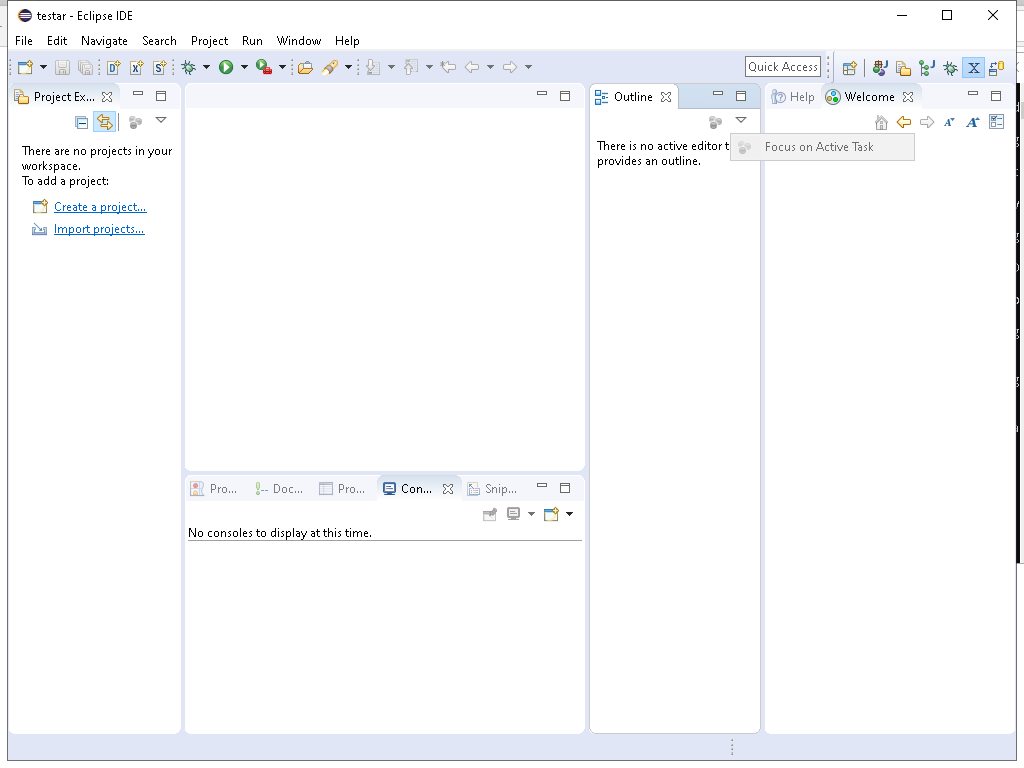 testar - Eclipse IDE
File Edit Navigate Search Project Run Window Help
Quick Access
Project Ex...
Outline
Help
Welcome
Focus on Active Task
There are no projects in your
workspace.
To add a project:
Create a project...
Import projects...
There is no active editor t
provides an outline.
Pro...
Doc...
Pro...
Con...
Snip...
No consoles to display at this time.